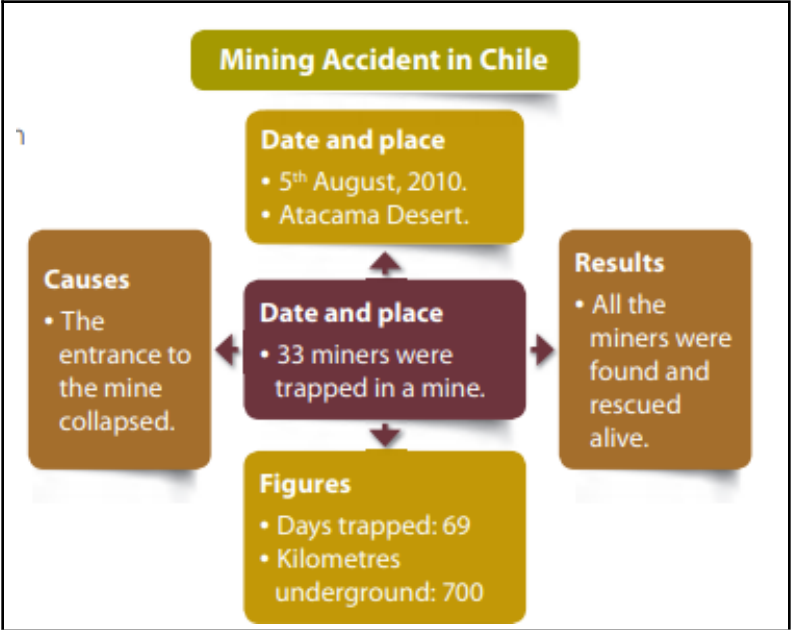 Mining Accident in Chile
Date and place
• 5th August, 2010.
• Atacama Desert.
Causes
• The
entrance to
the mine
collapsed.
Date and place
• 33 miners were
trapped in a mine.
Results
• All the
miners were
found and
rescued
alive.
Figures
• Days trapped: 69
• Kilometres
underground: 700